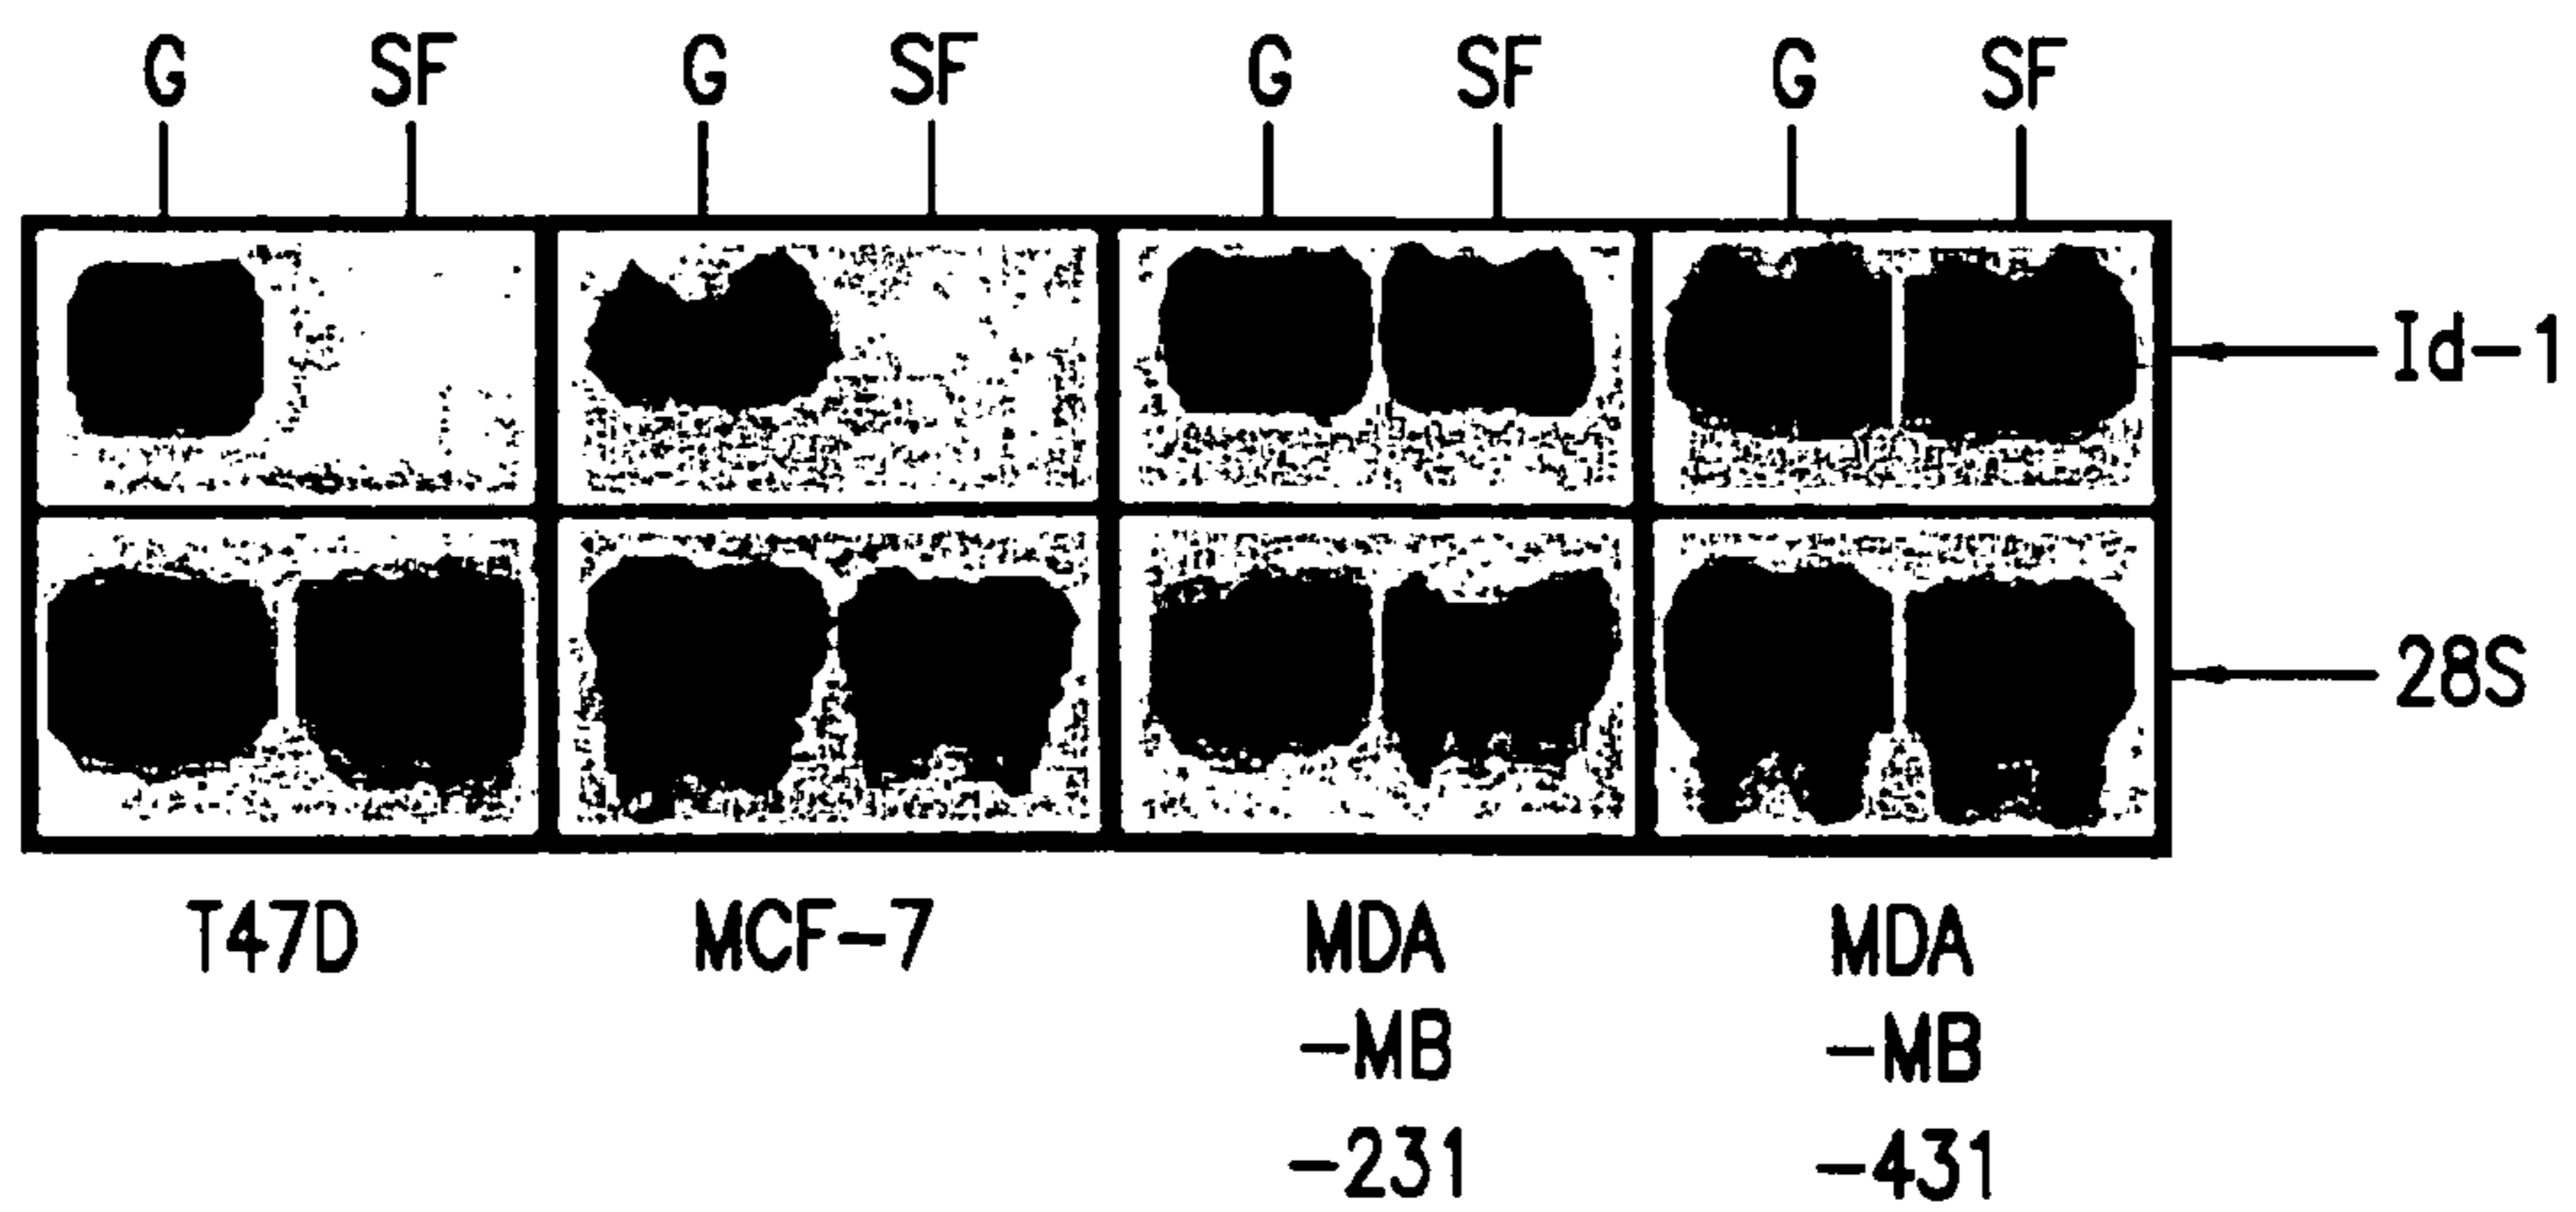 G SF G SF G SF G SF
Id-1
28S
T47D MCF-7 MDA MDA
-MB -MB
-231 -431